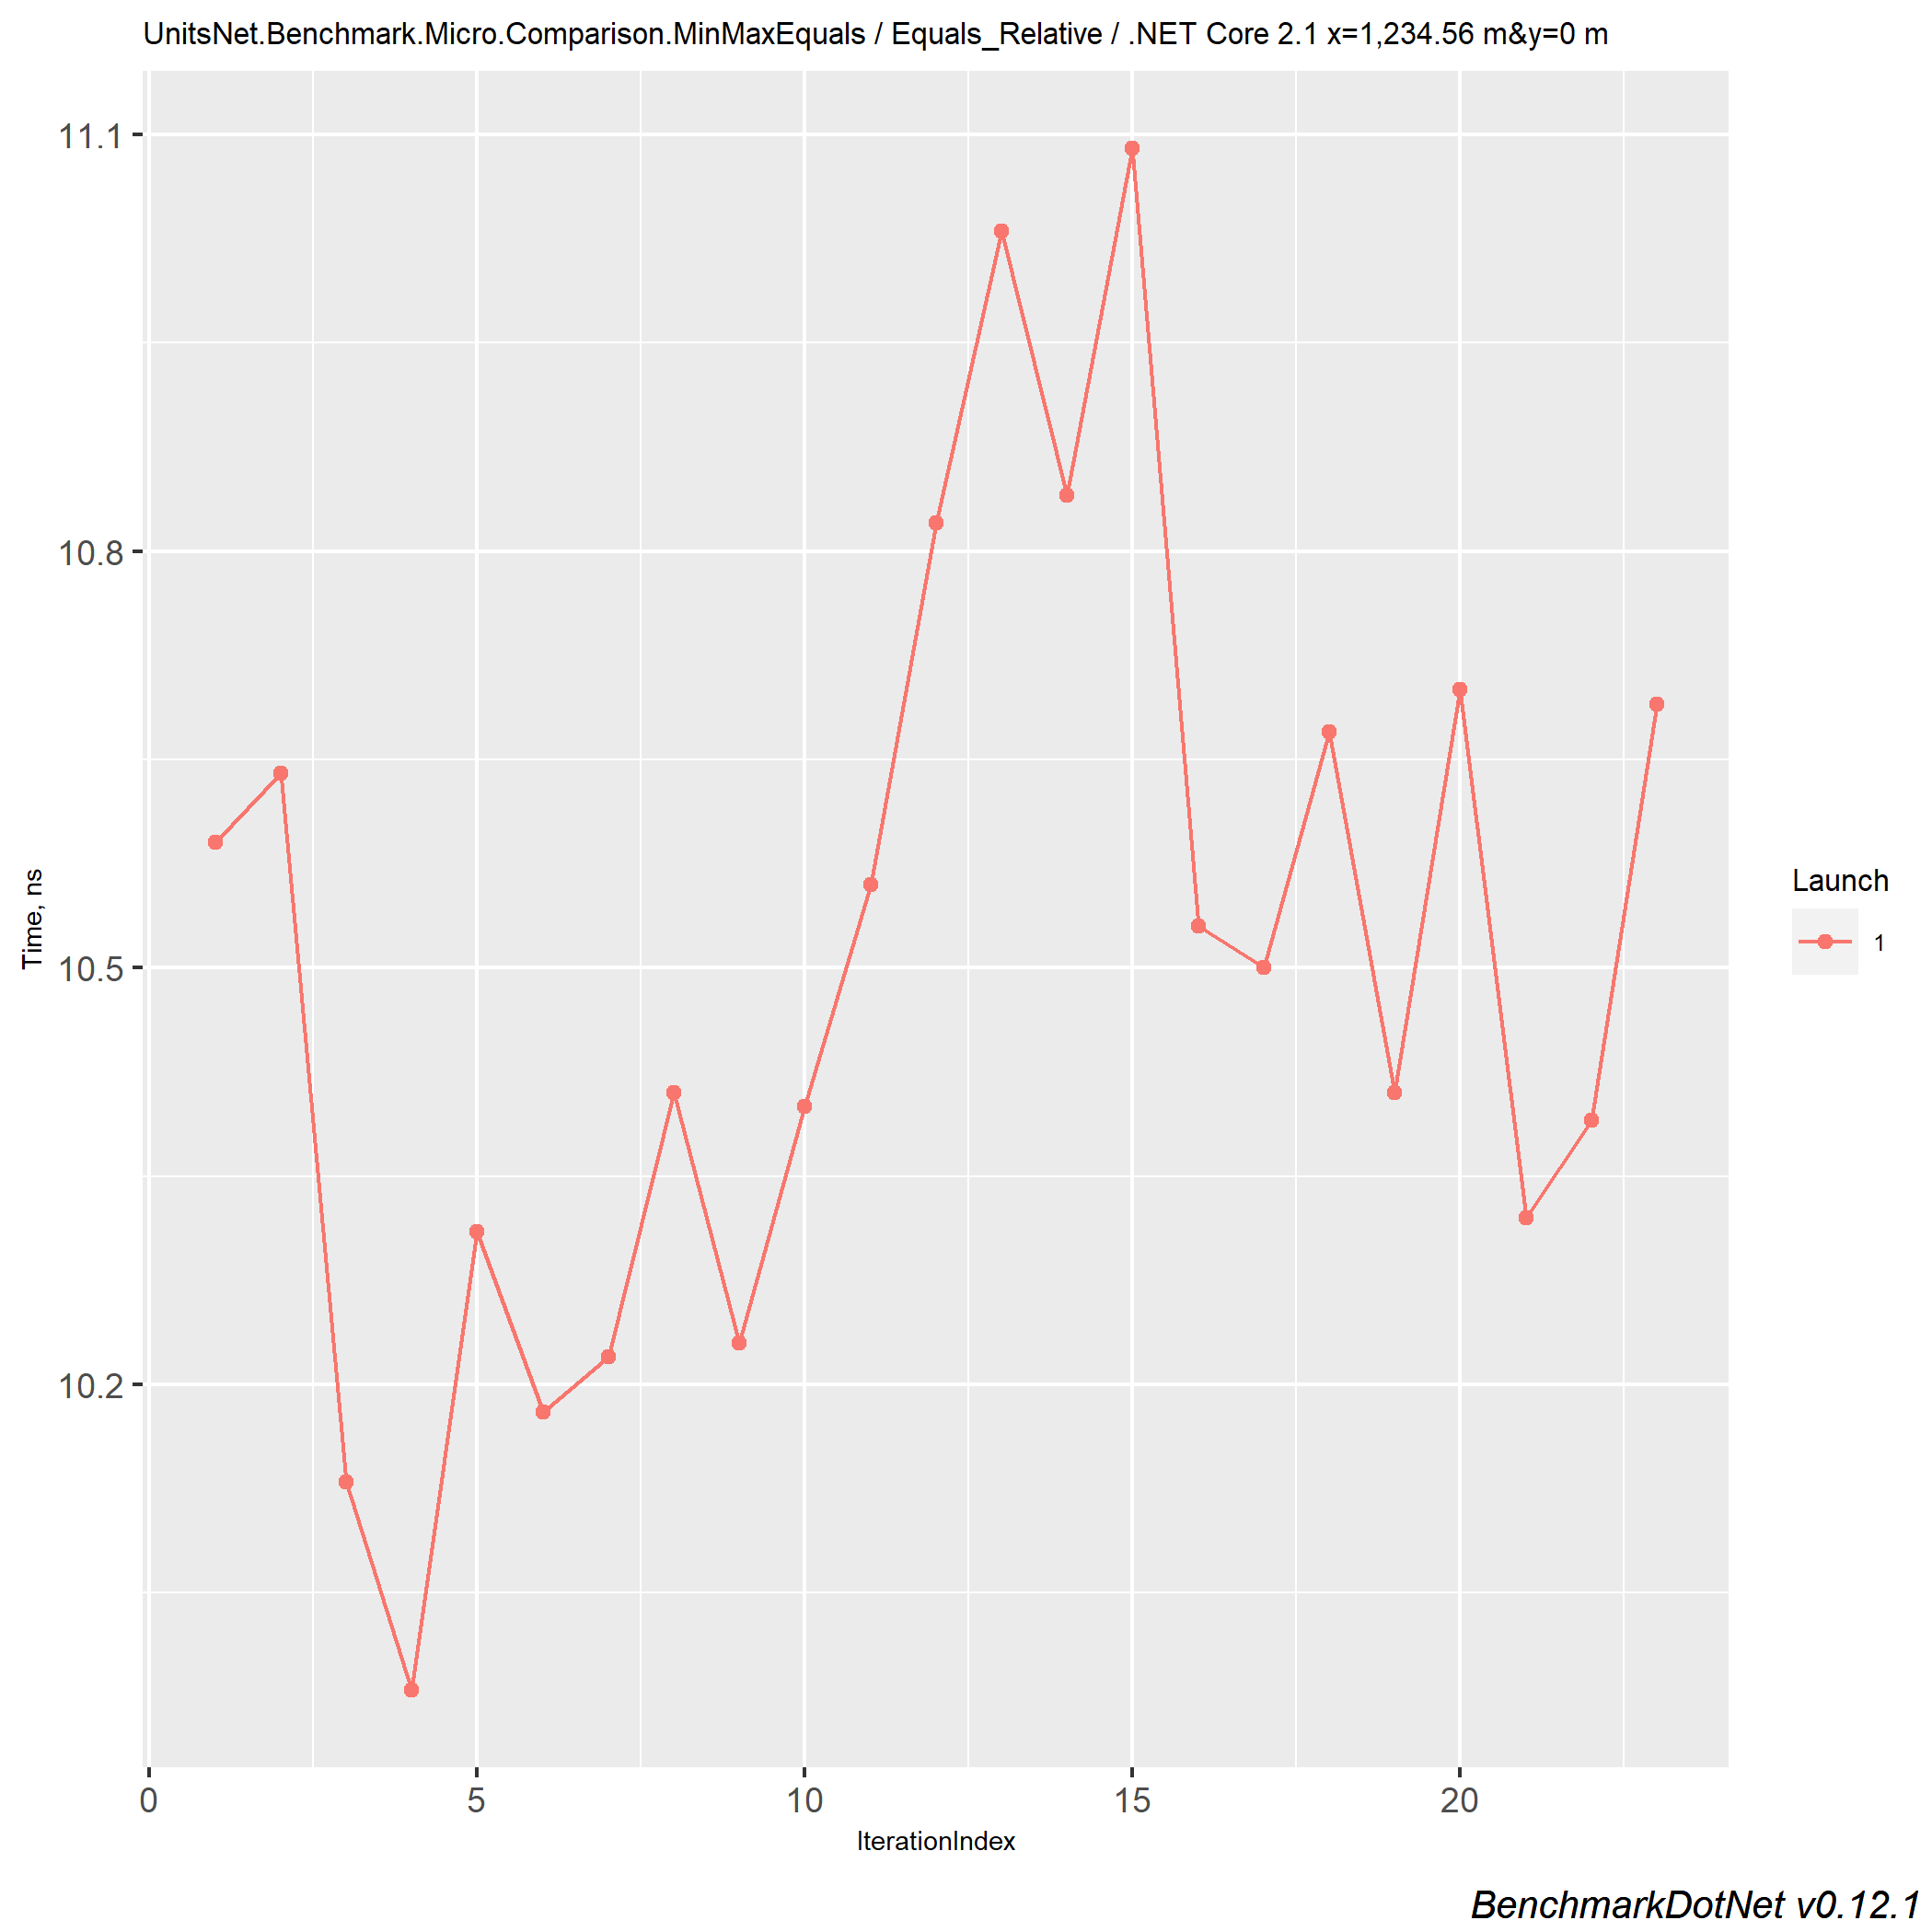 UnitsNet.Benchmark.Micro.Comparison.MinMaxEquals / Equals_Relative / .NET Core 2.1 x=1,234.56 m&y=0 m
11.1
10.8
10.5
10.2
Time, ns
0 5 10 15 20
IterationIndex
Launch
1
BenchmarkDotNet v0.12.1